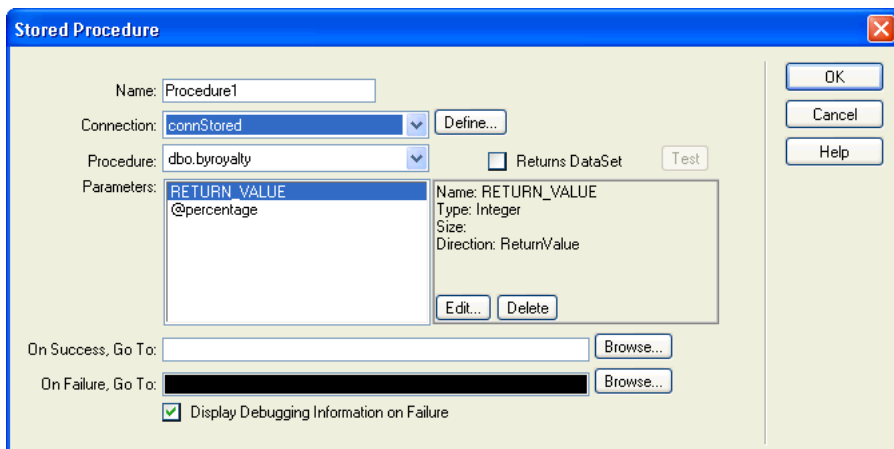 Stored Procedure
Name: Procedure1
OK
Connection: connStored Define...
Cancel
Procedure: dbo.byroyalty Returns DataSet Test
Help
Parameters: RETURN_VALUE
@percentage
Name: RETURN_VALUE
Type: Integer
Size:
Direction: ReturnValue
Edit... Delete
On Success, Go To: Browse...
On Failure, Go To: Browse...
Display Debugging Information on Failure